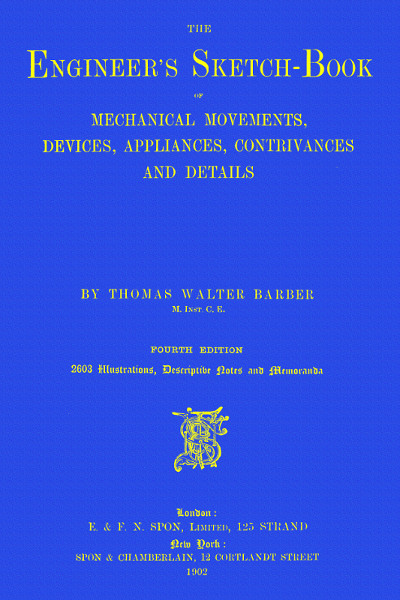 THE
ENGINEER'S SKETCH-BOOK
OF
MECHANICAL MOVEMENTS,
DEVICES, APPLIANCES, CONTRIVANCES
AND DETAILS
BY THOMAS WALTER BARBER
M. INST. C. E.
FOURTH EDITION
2603 Illustrations, Descriptive Notes and Memoranda
London:
E. & F. N. SPON, LIMITED, 125 STRAND
New York:
SPON & CHAMBERLAIN, 12 CORTLANDT STREET
1902